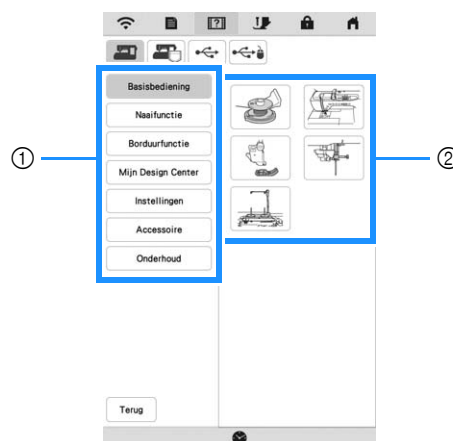 Basisbediening
Naaifunctie
Borduurfunctie
Mijn Design Center
Instellingen
Accessoire
Onderhoud
①
②
Terug